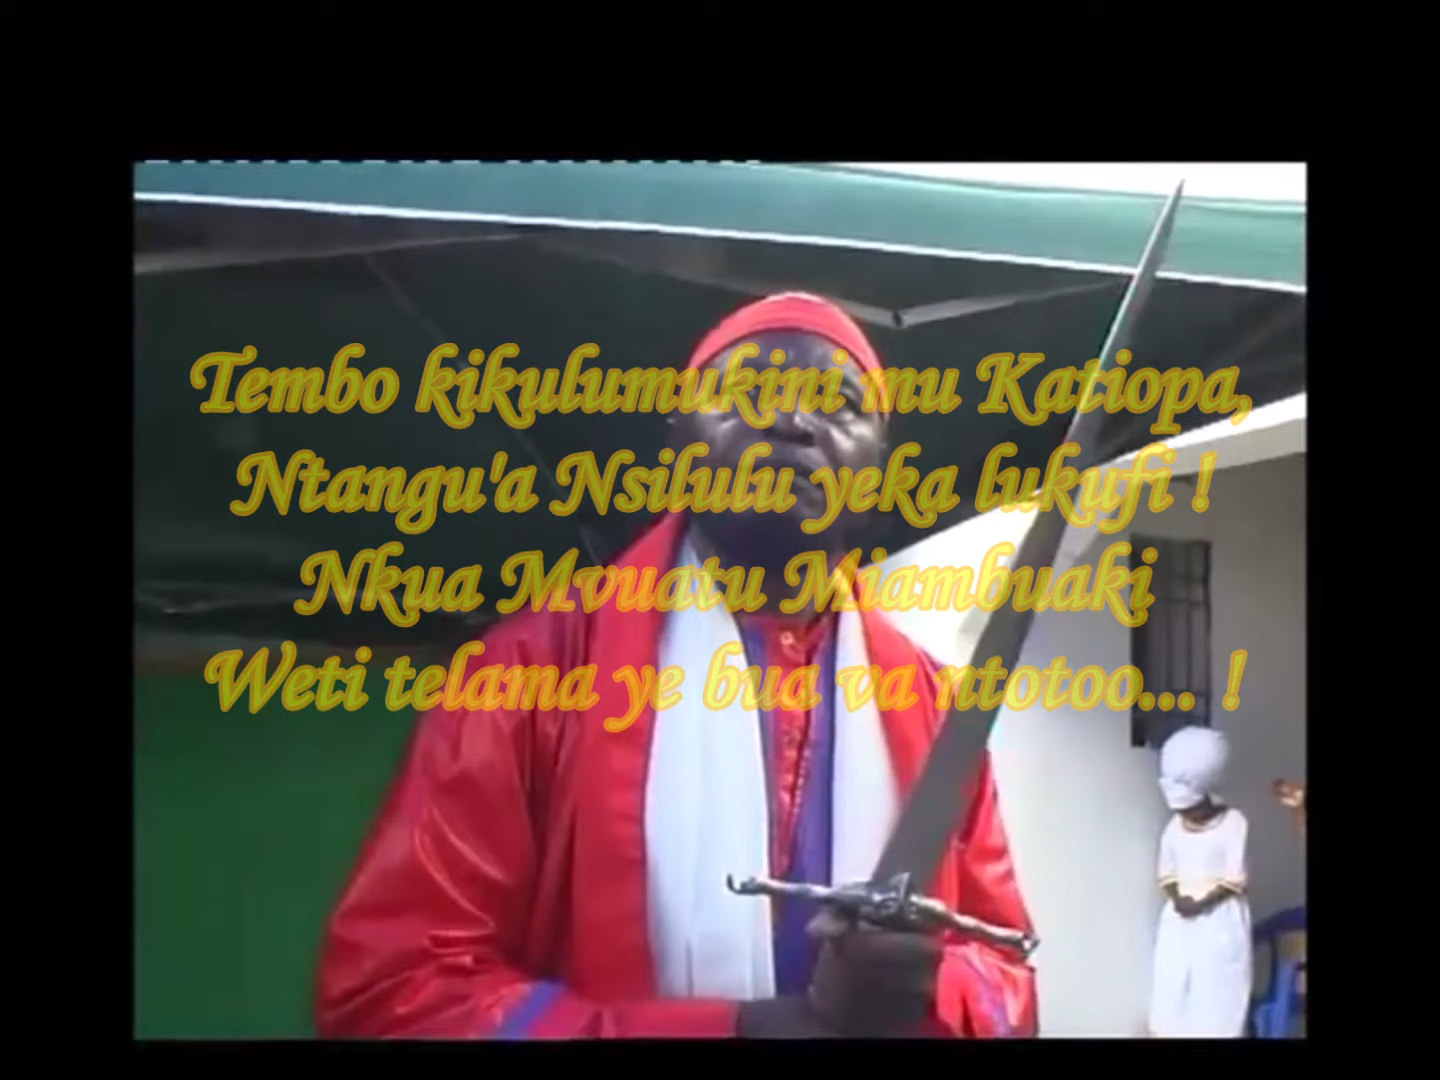 Tembo kikulumukini mu Katiopa,
Ntangu'a Nsilulu yeka lukufi !
Nkua Mvuatu Miambuaki
Weti telama ye bua va ntotoo... !